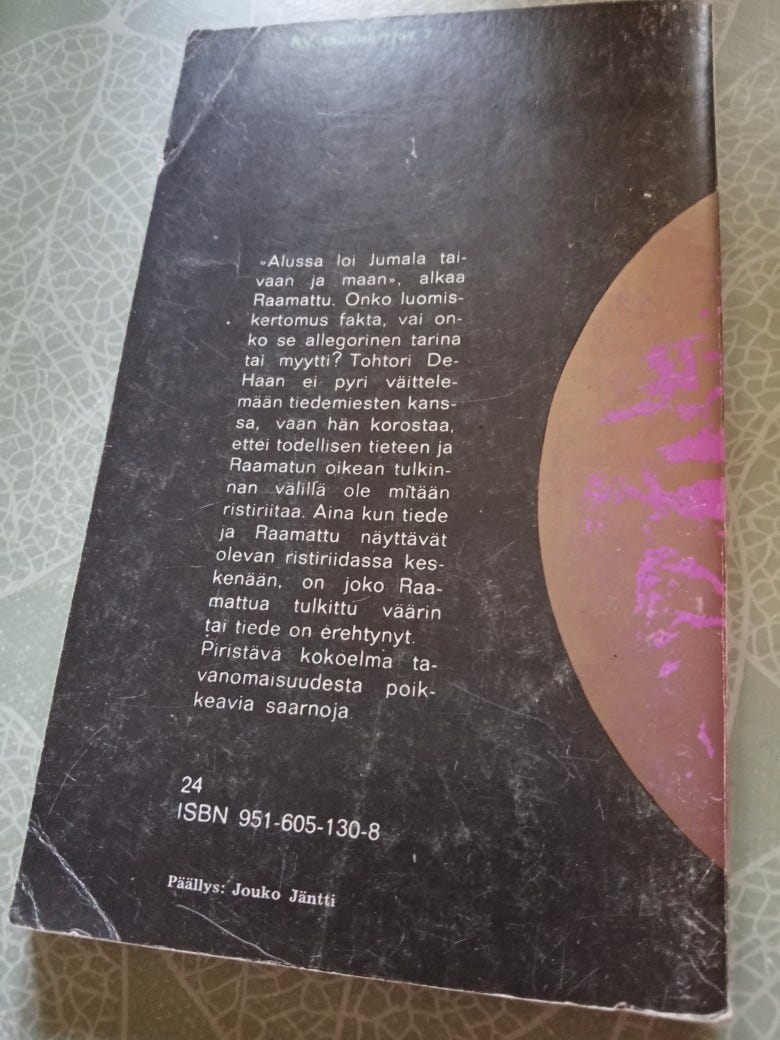 »Alussa loi Jumala tai-
vaan ja maan», alkaa
Raamattu. Onko luomis-
kertomus fakta, vai on-
ko se allegorinen tarina
tai myytti? Tohtori De-
Haan ei pyri väittele-
mään tiedemiesten kans-
sa, vaan hän korostaa,
ettei todellisen tieteen ja
Raamatun oikean tulkin-
nan välillä ole mitään
ristiriitaa. Aina kun tiede
ja Raamattu näyttävät
olevan ristiriidassa kes-
kenään, on joko Raa-
mattua tulkittu väärin
tai tiede on erehtynyt.
Piristävä kokoelma ta-
vanomaisuudesta poik-
keavia saarnoja
24
ISBN 951-605-130-8
Päällys: Jouko Jäntti